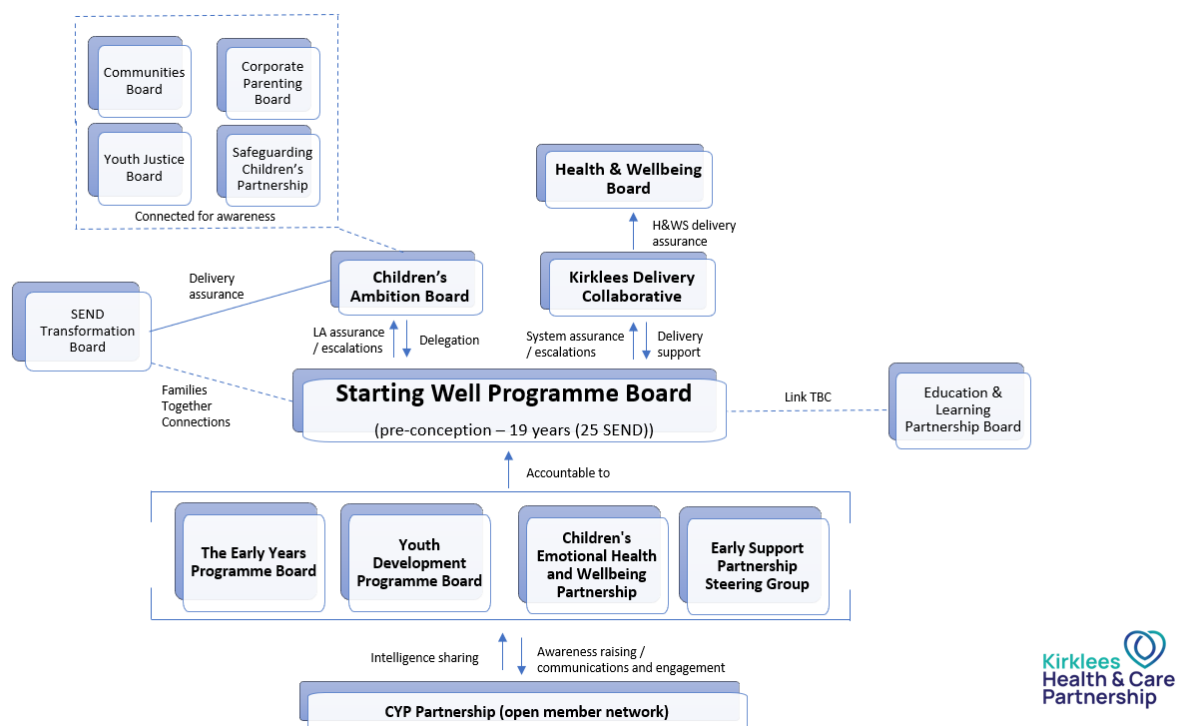 Communities
Board
Corporate
Parenting
Board
Youth Justice
Board
Safeguarding
Children's
Partnership
Connected for awareness
Health & Wellbeing
Board
H&WS delivery
assurance
Children's
Ambition Board
Kirklees Delivery
Collaborative
Delivery
assurance
SEND
Transformation
Board
LA assurance
/ escalations
Delegation
System assurance
/ escalations
Delivery
support
Families
Together
Connections
Starting Well Programme Board
(pre-conception – 19 years (25 SEND))
Link TBC
Education &
Learning
Partnership Board
Accountable to
The Early Years
Programme Board
Youth
Development
Programme Board
Children's
Emotional Health
and Wellbeing
Partnership
Early Support
Partnership
Steering Group
Intelligence sharing
Awareness raising /
communications and engagement
CYP Partnership (open member network)
Kirklees
Health & Care
Partnership